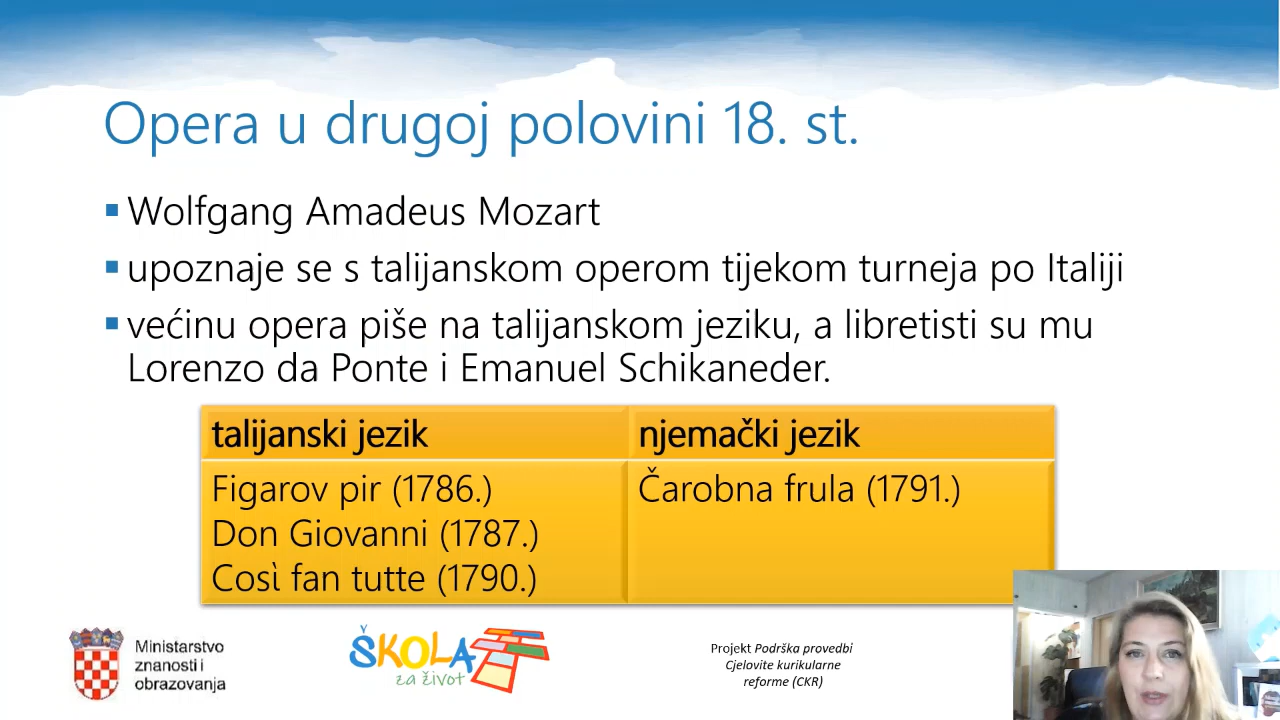 Opera u drugoj polovini 18. st.
Wolfgang Amadeus Mozart
upoznaje se s talijanskom operom tijekom turneja po Italiji
većinu opera piše na talijanskom jeziku, a libretisti su mu
Lorenzo da Ponte i Emanuel Schikaneder.
talijanski jezik
njemački jezik
Figarov pir (1786.)
Čarobna frula (1791.)
Don Giovanni (1787.)
Così fan tutte (1790.)
Ministarstvo
znanosti i
obrazovanja
ŠKOLA
za život
Projekt Podrška provedbi
Cjelovite kurikularne
reforme (CKR)